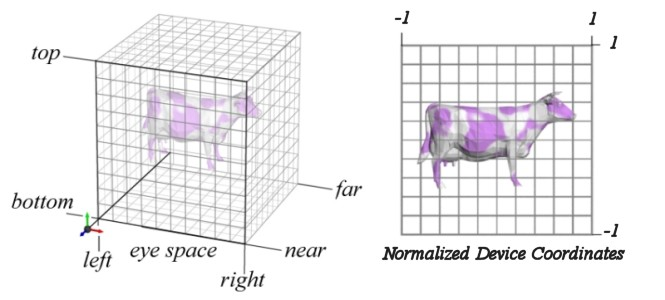 top
bottom
left
eye space
right
near
far
-1
1
1
-1
Normalized Device Coordinates